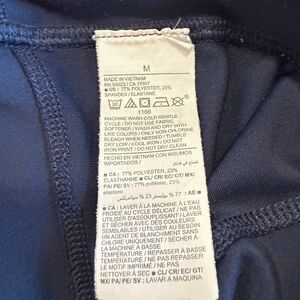 M
MADE IN VIETNAM
RN 54023 / CA 17897
■ US : 77% POLYESTER, 23%
SPANDEX / ELASTANE
MACHINE WASH COLD GENTLE
CYCLE / DO NOT USE FABRIC
SOFTENER / WASH AND DRY WITH
LIKE COLORS / ONLY NON CHLORINE
BLEACH WHEN NEEDED / TUMBLE
DRY LOW / COOL IRON / DO NOT
IRON PRINT / DO NOT DRY CLEAN
HECHO EN VIETNAM CON INSUMOS
IMPORTADOS /
■ CA : 77% POLYESTER, 23%
ÉLASTHANNE ■ CL/ CR/ EC/ GT/ MX/
PA/ PE/ SV : 77% poliéster, 23%
elastano
■ CA : LAVER À LA MACHINE À L'EAU
FROIDE AU CYCLE DÉLICAT / NE PAS
UTILISER D'ASSOUPLISSANT / LAVER
ET SÉCHER AVEC DES COULEURS
SIMILAIRES / UTILISER AU BESOIN
UN AGENT DE BLANCHIMENT SANS
CHLORE UNIQUEMENT / SÉCHER
PAR CULBUTAGE À BASSE
TEMPÉRATURE / REPASSER À BASSE
TEMPÉRATURE / NE PAS REPASSER
LE MOTIF IMPRIMÉ / NE PAS
NETTOYER À SEC ■ CL/ CR/ EC/ GT/
MX/ PA/ PE/ SV : LAVAR A MÁQUINA